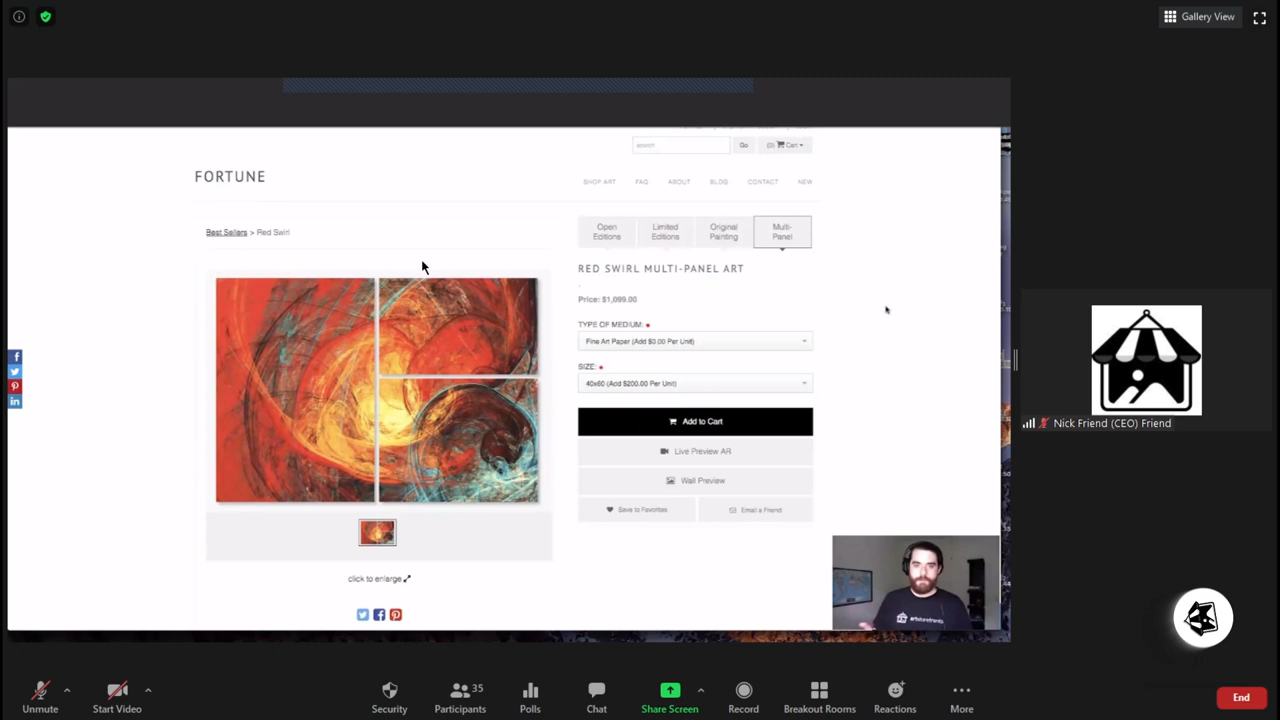 Gallery View
search
Go
(0) Cart
FORTUNE
SHOP ART FAQ ABOUT BLOG CONTACT NEW
Best Sellers > Red Swirl
Open Editions
Limited Editions
Original Painting
Multi-Panel
RED SWIRL MULTI-PANEL ART
Price: $1,099.00
TYPE OF MEDIUM: *
Fine Art Paper (Add $0.00 Per Unit)
SIZE: *
40x60 (Add $200.00 Per Unit)
Add to Cart
Live Preview AR
Wall Preview
Save to Favorites
Email a Friend
click to enlarge
Nick Friend (CEO) Friend
artstorefronts
Unmute
Start Video
Security
35
Participants
Polls
Chat
Share Screen
Record
Breakout Rooms
Reactions
More
End